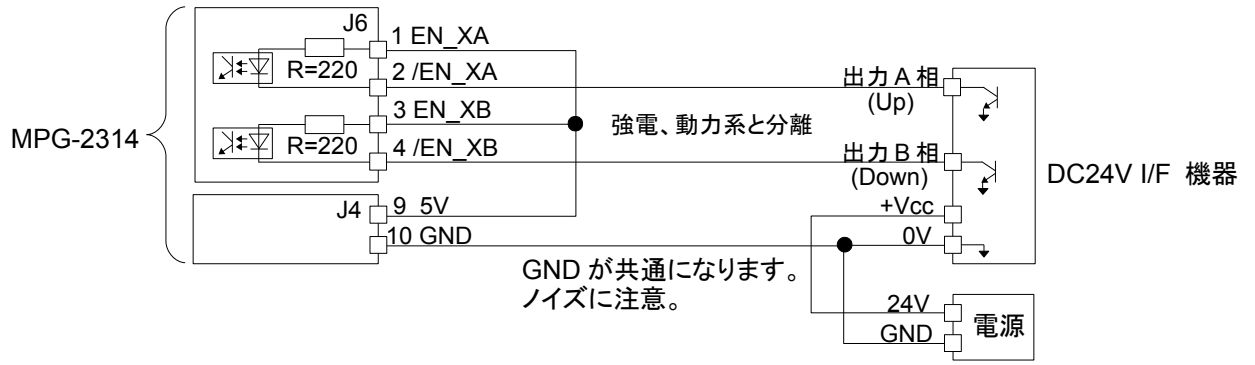 MPG-2314
J6
1 EN_XA
R=220
2 /EN_XA
3 EN_XB
R=220
4 /EN_XB
J4
9 5V
10 GND
強電、動力系と分離
GND が共通になります。
ノイズに注意。
出力 A 相
(Up)
出力 B 相
(Down)
+Vcc
0V
DC24V I/F 機器
24V
GND
電源